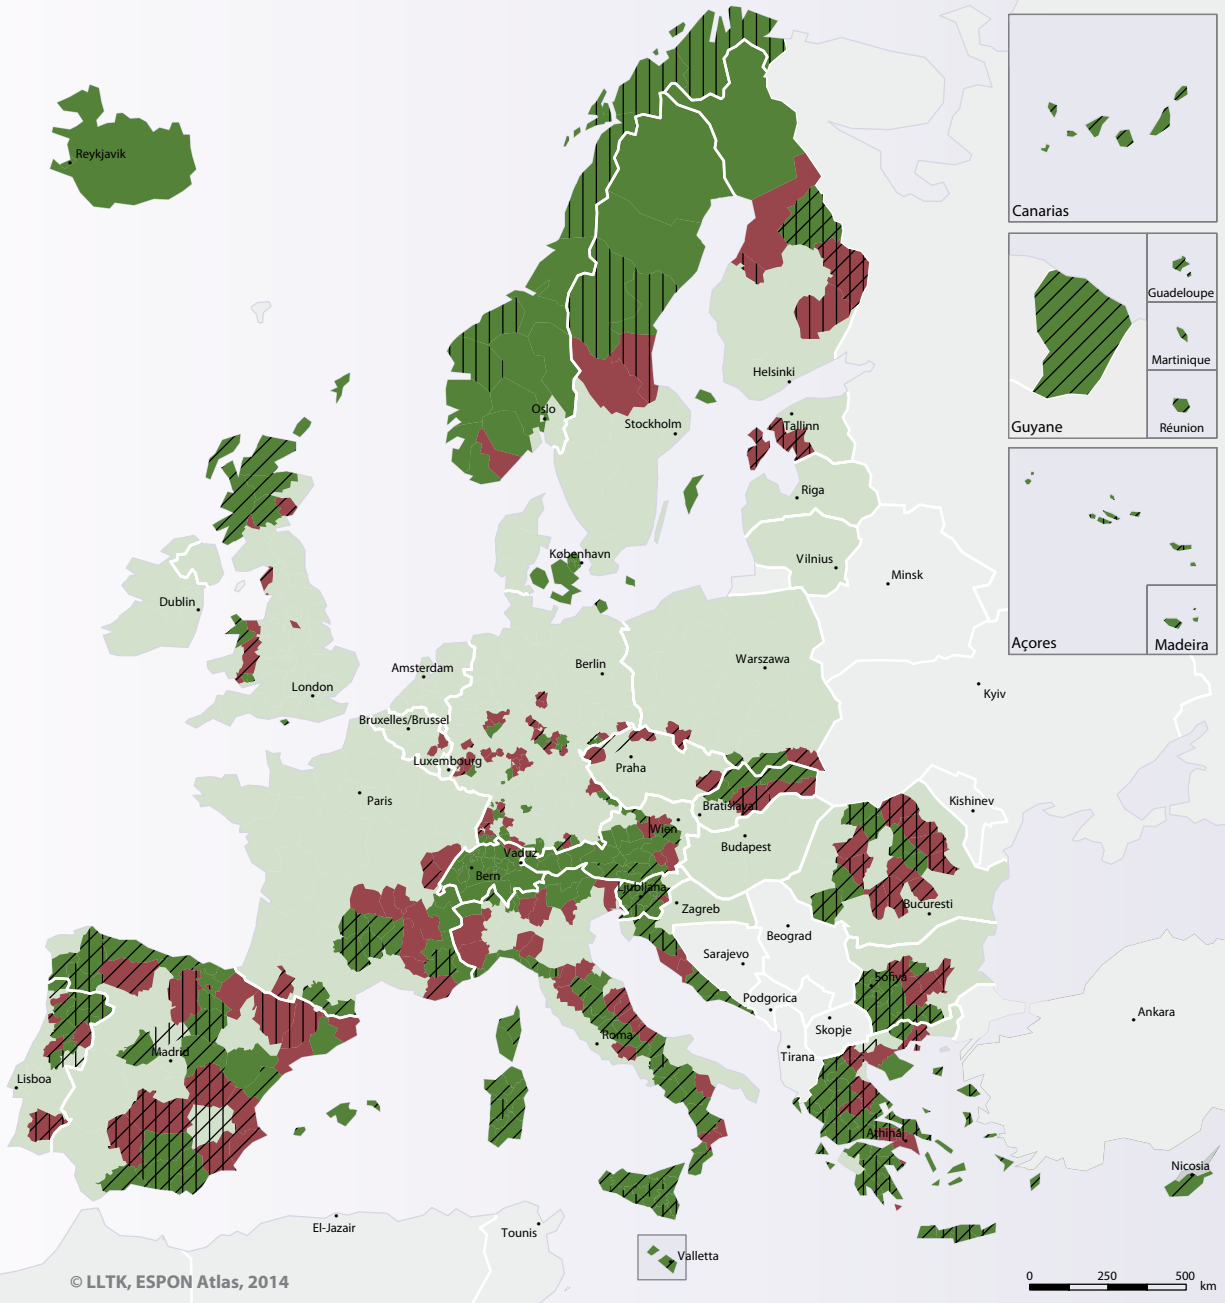 Reykjavik
Canarias
Guadeloupe
Martinique
Guyane
Réunion
Helsinki
Oslo
Stockholm
Tallinn
Riga
København
Vilnius
Minsk
Dublin
Açores
Madeira
Amsterdam
Berlin
Warszawa
London
Kyiv
Bruxelles/Brussel
Luxembourg
Praha
Paris
Kishinev
Bratislava
Wien
Budapest
Vaduz
Bern
Ljubljana
Zagreb
Bucuresti
Beograd
Sarajevo
Sofiya
Podgorica
Ankara
Skopje
Roma
Madrid
Tirana
Lisboa
Athinai
Nicosia
El-Jazair
Tounis
Valletta
© LLTK, ESPON Atlas, 2014
0 250 500
km